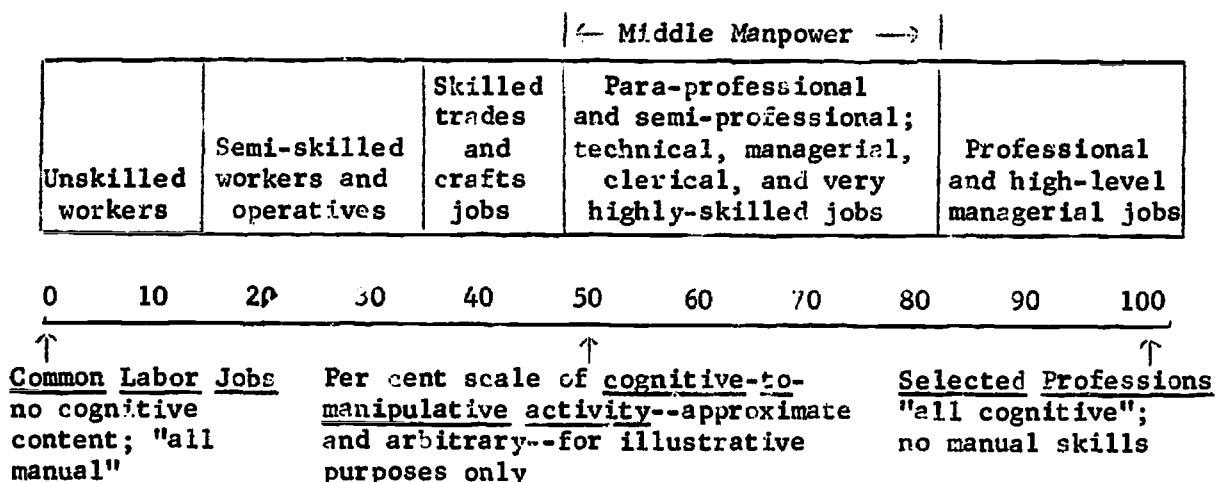 |← Middle Manpower →|
Unskilled
workers
Semi-skilled
workers and
operatives
Skilled
trades
and
crafts
jobs
Para-professional
and semi-professional;
technical, managerial,
clerical, and very
highly-skilled jobs
Professional
and high-level
managerial jobs
0 10 20 30 40 50 60 70 80 90 100
↑ ↑ ↑
Common Labor Jobs
no cognitive
content; "all
manual"
Per cent scale of cognitive-to-
manipulative activity--approximate
and arbitrary--for illustrative
purposes only
Selected Professions
"all cognitive";
no manual skills